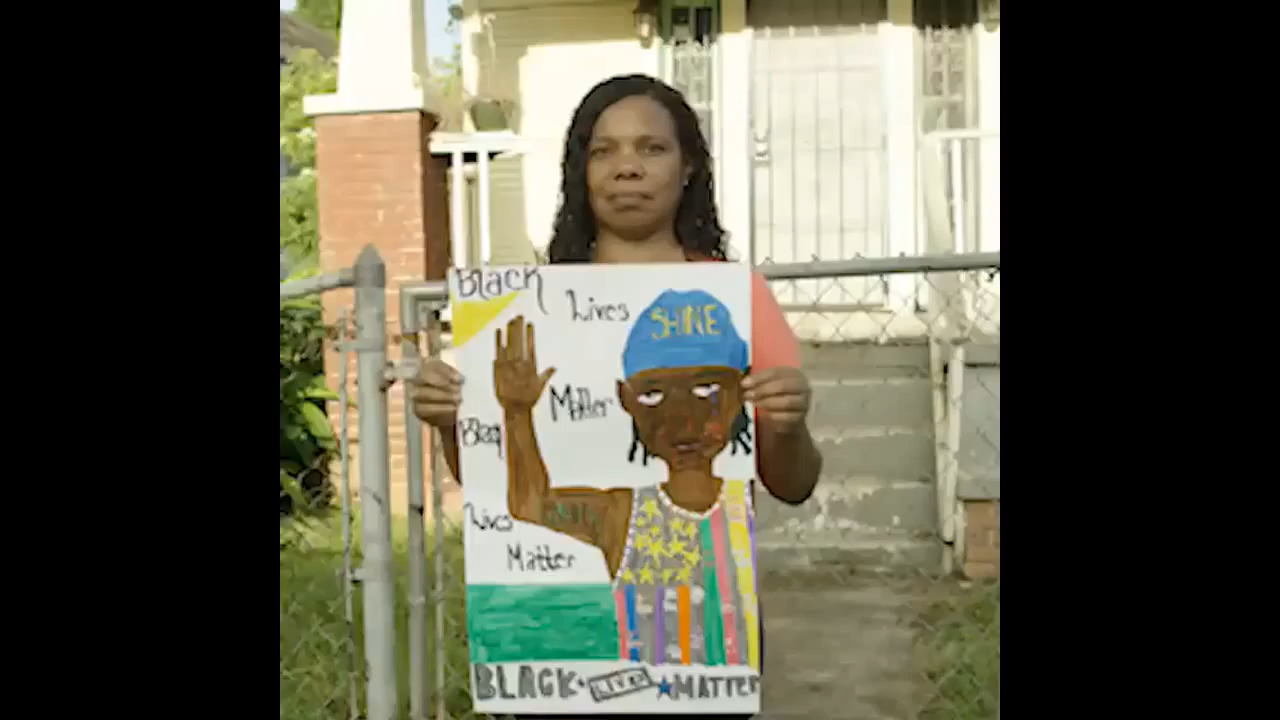 Black
Lives
SHINE
Matter
Blaq
Lives
Matter
BLACK LIVES MATTER